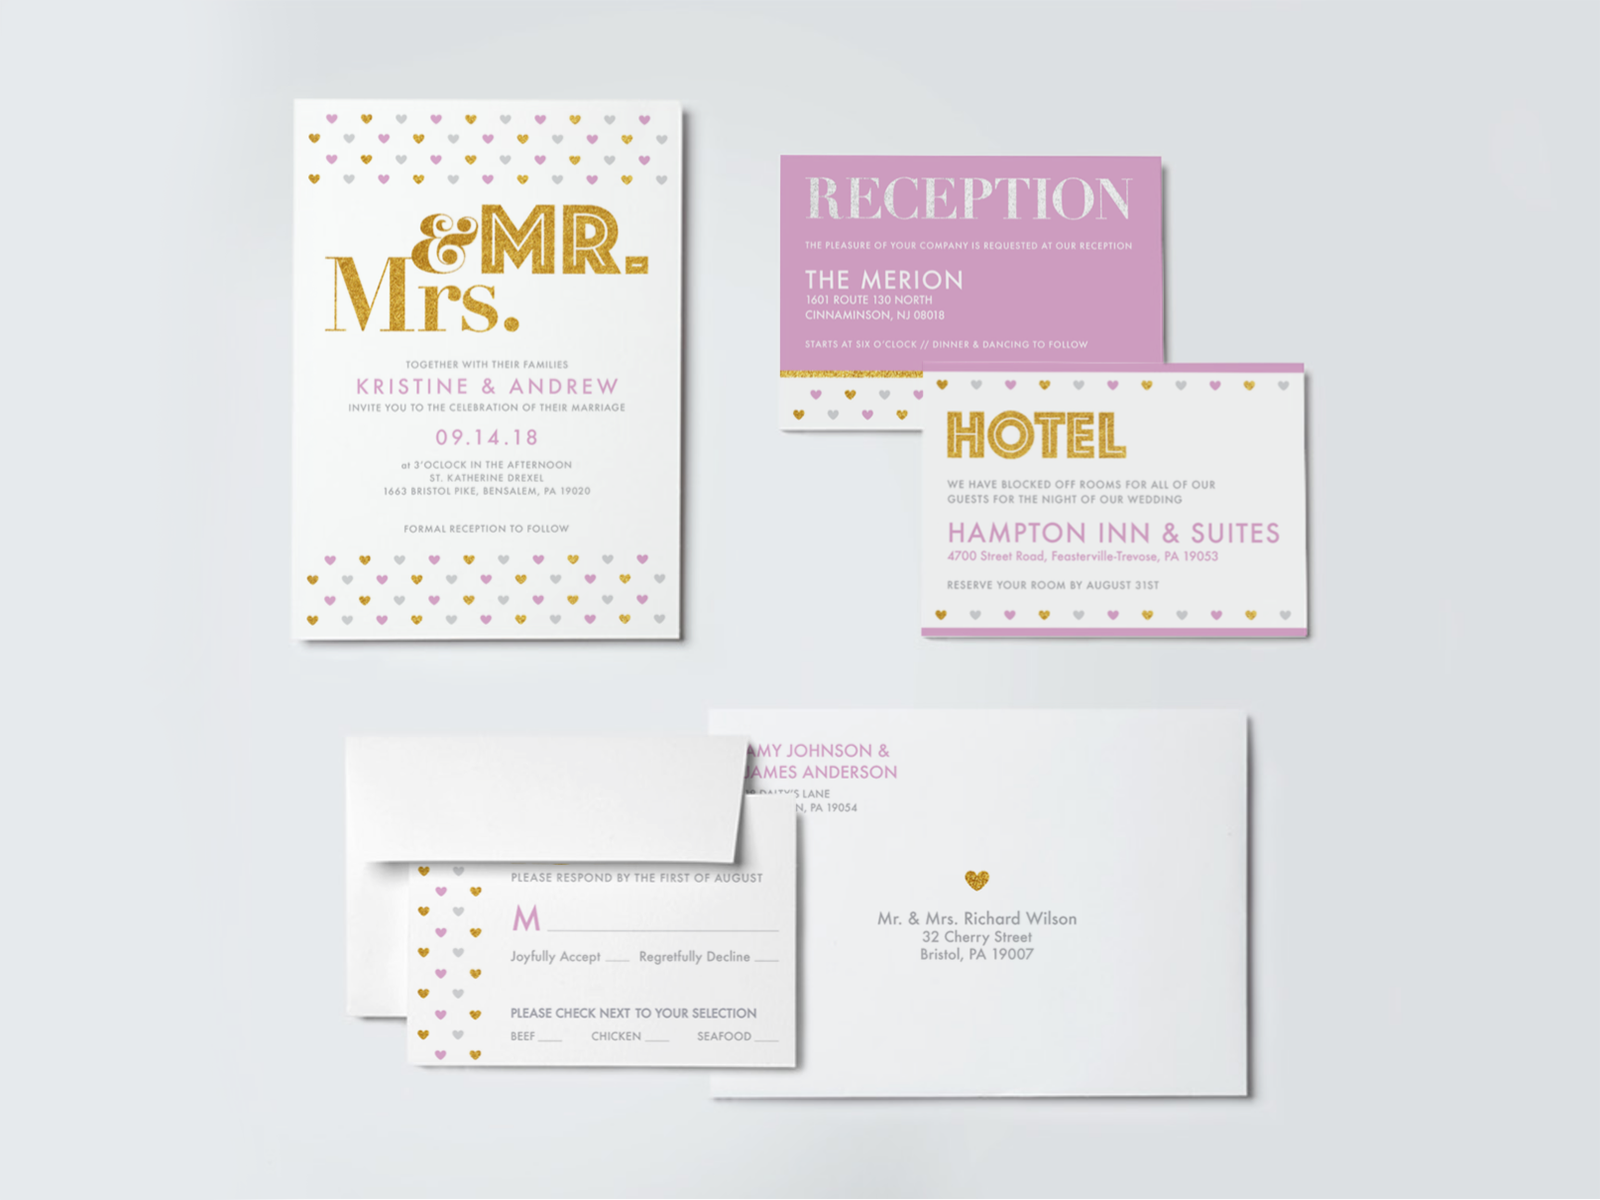 & MR.
Mrs.
TOGETHER WITH THEIR FAMILIES
KRISTINE & ANDREW
INVITE YOU TO THE CELEBRATION OF THEIR MARRIAGE
09.14.18
at 3'OCLOCK IN THE AFTERNOON
ST. KATHERINE DREXEL
1663 BRISTOL PIKE, BENSALEM, PA 19020
FORMAL RECEPTION TO FOLLOW
RECEPTION
THE PLEASURE OF YOUR COMPANY IS REQUESTED AT OUR RECEPTION
THE MERION
1601 ROUTE 130 NORTH
CINNAMINSON, NJ 08018
STARTS AT SIX O'CLOCK // DINNER & DANCING TO FOLLOW
HOTEL
WE HAVE BLOCKED OFF ROOMS FOR ALL OF OUR
GUESTS FOR THE NIGHT OF OUR WEDDING
HAMPTON INN & SUITES
4700 Street Road, Feasterville-Trevose, PA 19053
RESERVE YOUR ROOM BY AUGUST 31ST
PLEASE RESPOND BY THE FIRST OF AUGUST
M
Joyfully Accept ___ Regretfully Decline ___
PLEASE CHECK NEXT TO YOUR SELECTION
BEEF ___ CHICKEN ___ SEAFOOD ___
AMY JOHNSON &
JAMES ANDERSON
LANE
PA 19054
Mr. & Mrs. Richard Wilson
32 Cherry Street
Bristol, PA 19007